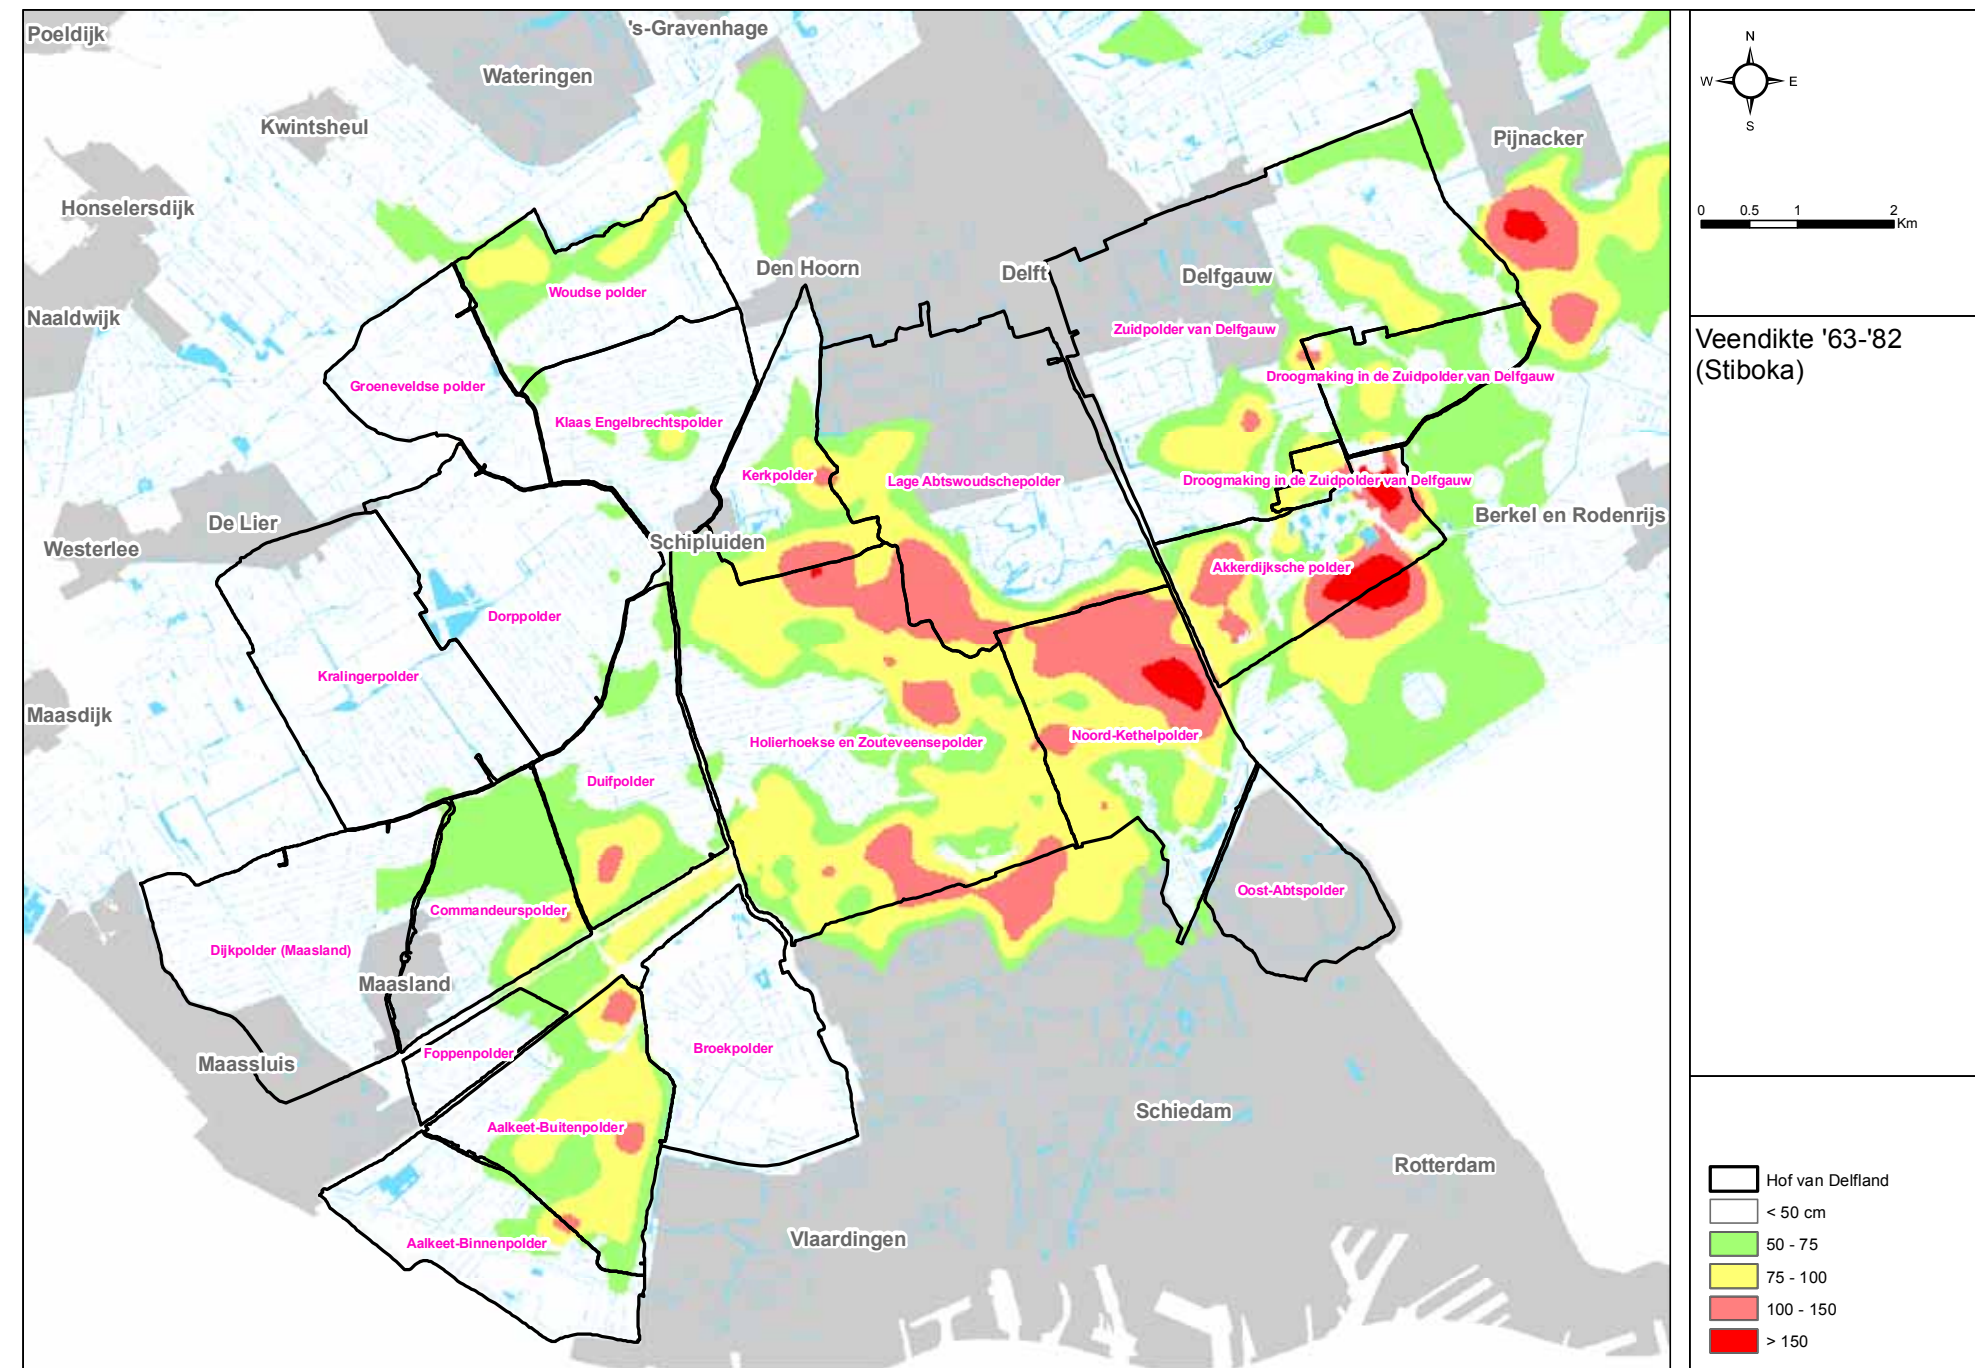 Poeldijk
's-Gravenhage
Wateringen
Kwintsheul
Pijnacker
Honselersdijk
Den Hoorn
Delft
Delfgauw
Woudse polder
Naaldwijk
Zuidpolder van Delfgauw
Groeneveldse polder
Droogmaking in de Zuidpolder van Delfgauw
Klaas Engelbrechtspolder
Kerkpolder
Lage Abtswoudschepolder
Droogmaking in de Zuidpolder van Delfgauw
De Lier
Berkel en Rodenrijs
Westerlee
Schipluiden
Akkerdijksche polder
Dorppolder
Kralingerpolder
Maasdijk
Holierhoekse en Zouteveensepolder
Noord-Kethelpolder
Duifpolder
Oost-Abtspolder
Commandeurspolder
Dijkpolder (Maasland)
Maasland
Foppenpolder
Broekpolder
Maassluis
Schiedam
Aalkeet-Buitenpolder
Rotterdam
Vlaardingen
Aalkeet-Binnenpolder
N
W E
S
0 0.5 1 2
Km
Veendikte '63-'82
(Stiboka)
Hof van Delfland
< 50 cm
50 - 75
75 - 100
100 - 150
> 150